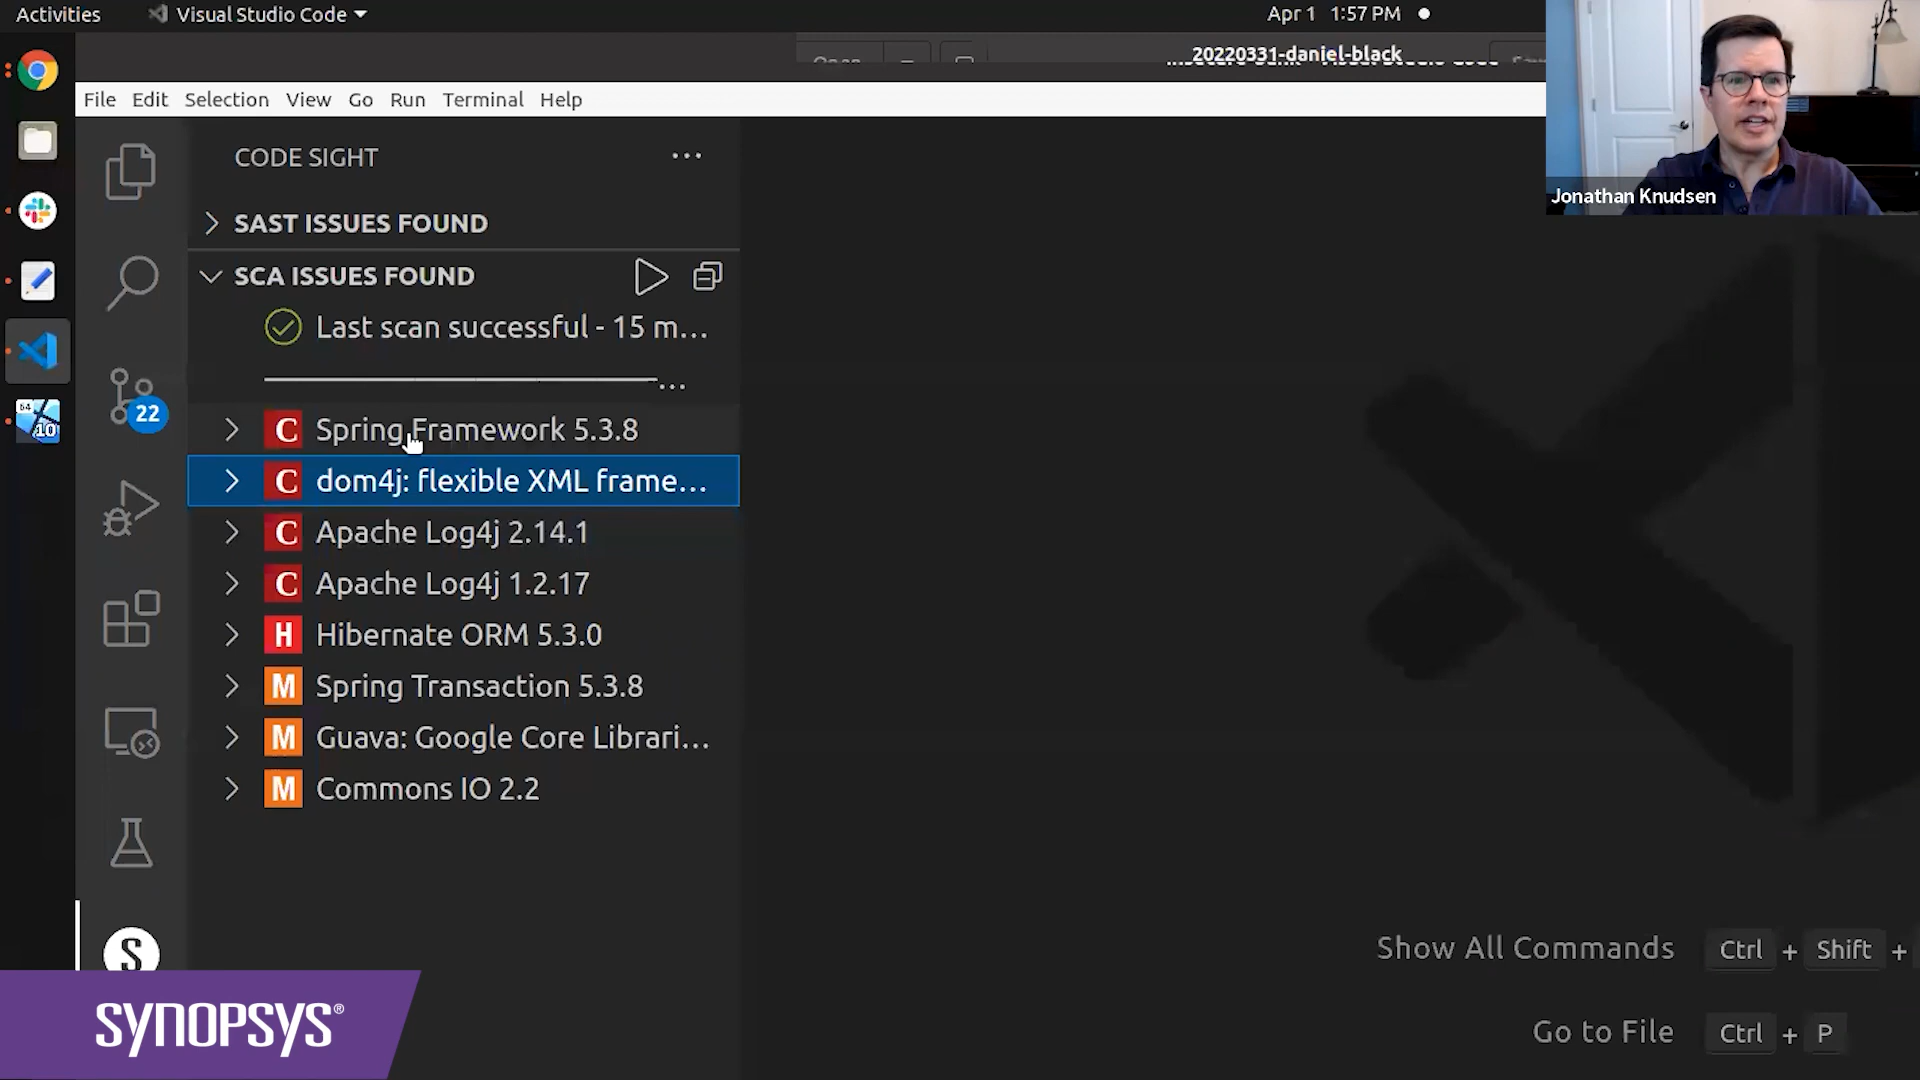 Activities Visual Studio Code Apr 1 1:57 PM
20220331-daniel-black
Open
File Edit Selection View Go Run Terminal Help
Jonathan Knudsen
CODE SIGHT ...
SAST ISSUES FOUND
SCA ISSUES FOUND
Last scan successful - 15 m...
...
22
C Spring Framework 5.3.8
C dom4j: flexible XML frame...
C Apache Log4j 2.14.1
C Apache Log4j 1.2.17
H Hibernate ORM 5.3.0
M Spring Transaction 5.3.8
M Guava: Google Core Librari...
M Commons IO 2.2
64
10
S
Show All Commands Ctrl + Shift +
Go to File Ctrl + P
SYNOPSYS®